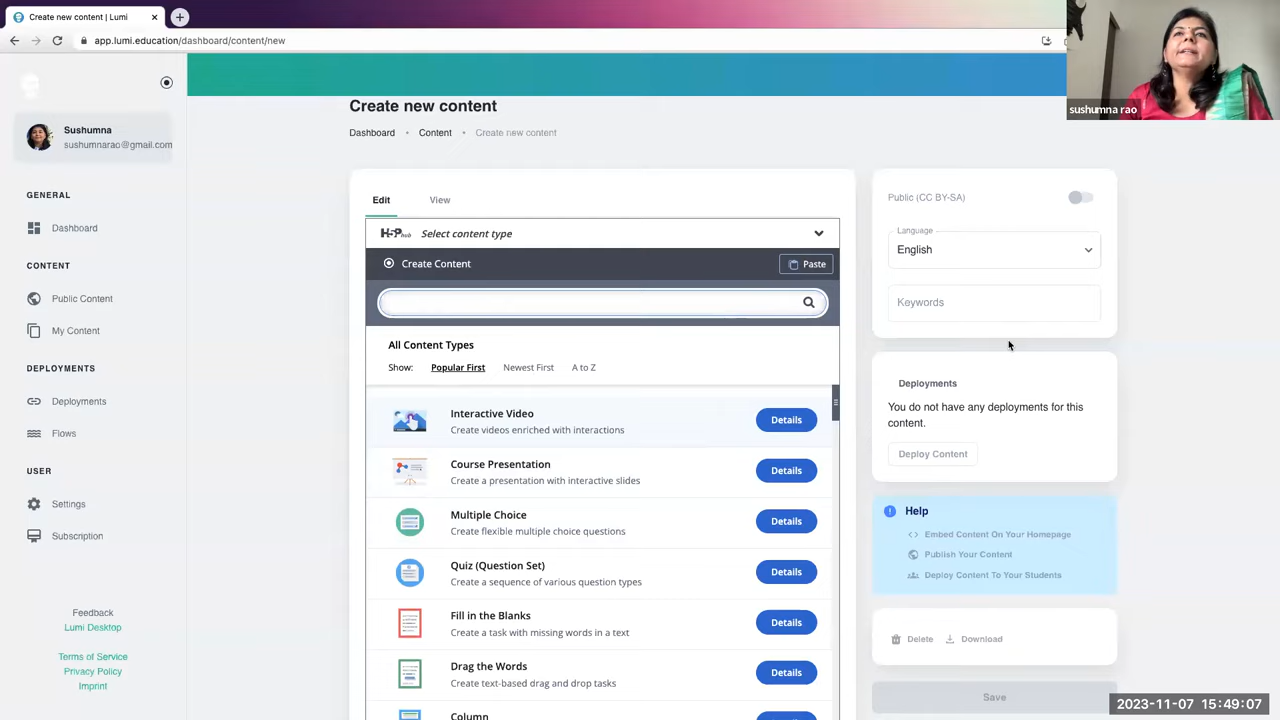 Create new content | Lumi
app.lumi.education/dashboard/content/new
sushumna rao
Sushumna
sushumnarao@gmail.com
GENERAL
Dashboard
CONTENT
Public Content
My Content
DEPLOYMENTS
Deployments
Flows
USER
Settings
Subscription
Feedback
Lumi Desktop
Terms of Service
Privacy Policy
Imprint
Create new content
Dashboard • Content • Create new content
Edit View
H5P hub Select content type
Create Content Paste
All Content Types
Show: Popular First Newest First A to Z
Interactive Video
Create videos enriched with interactions
Details
Course Presentation
Create a presentation with interactive slides
Details
Multiple Choice
Create flexible multiple choice questions
Details
Quiz (Question Set)
Create a sequence of various question types
Details
Fill in the Blanks
Create a task with missing words in a text
Details
Drag the Words
Create text-based drag and drop tasks
Details
Column
Public (CC BY-SA)
Language
English
Keywords
Deployments
You do not have any deployments for this
content.
Deploy Content
Help
Embed Content On Your Homepage
Publish Your Content
Deploy Content To Your Students
Delete Download
Save
2023-11-07 15:49:07